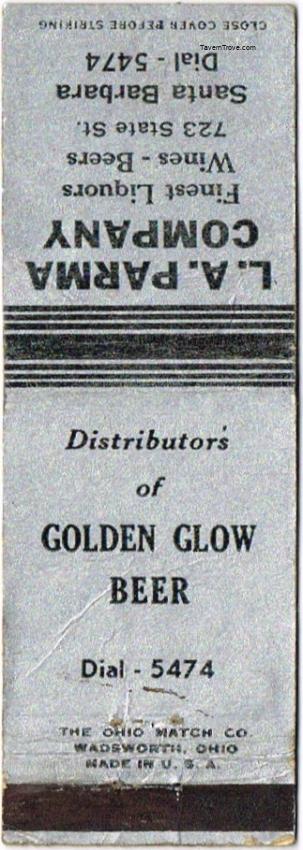 L.A. PARMA
COMPANY
Finest Liquors
Wines - Beers
723 State St.
Santa Barbara
Dial - 5474
CLOSE COVER BEFORE STRIKING
TavernTrove.com
Distributors
of
GOLDEN GLOW
BEER
Dial - 5474
THE OHIO MATCH CO.
WADSWORTH, OHIO
MADE IN U. S. A.